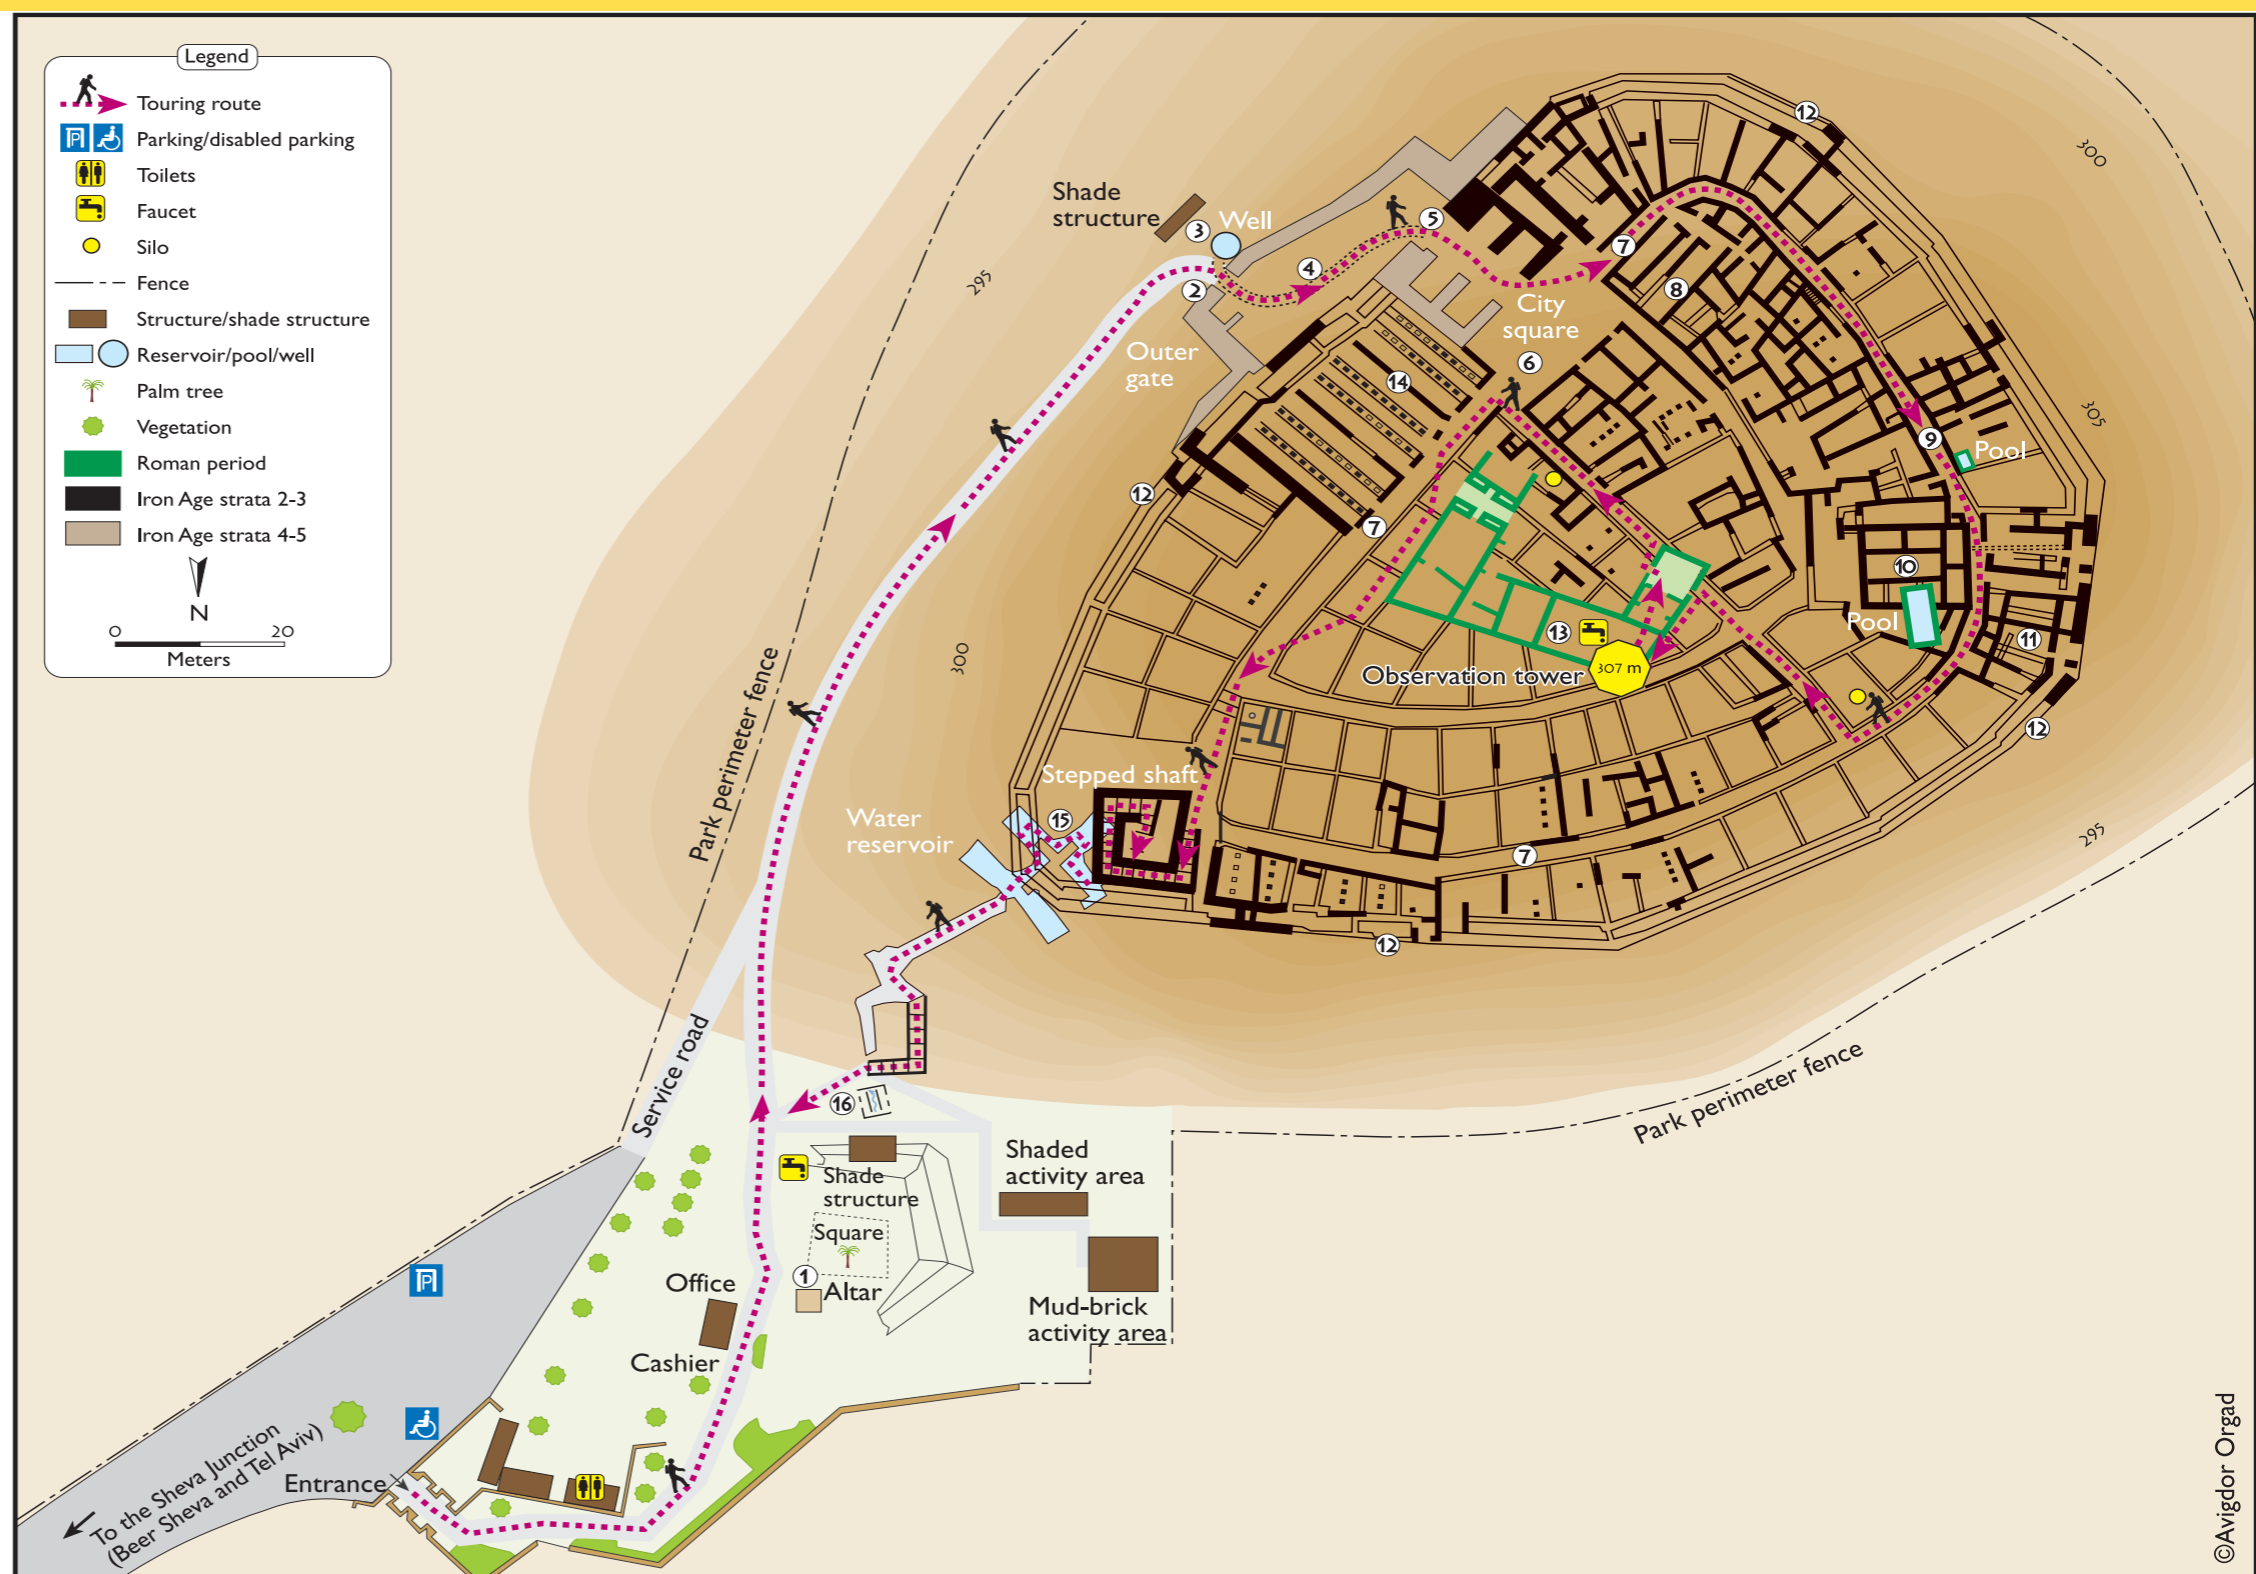 Legend
Touring route
Parking/disabled parking
Toilets
Faucet
Silo
Fence
Structure/shade structure
Reservoir/pool/well
Palm tree
Vegetation
Roman period
Iron Age strata 2-3
Iron Age strata 4-5
N
0 20
Meters
12
300
Shade
structure
3
Well
5
7
295
4
2
8
City
square
6
Outer
gate
14
305
9
Pool
12
7
10
Pool
11
13
300
Observation tower
307 m
12
Park perimeter fence
Stepped shaft
Water
reservoir
15
295
7
12
Service road
Park perimeter fence
16
Shade
structure
Shaded
activity area
Square
P
1
Altar
Office
Mud-brick
activity area
Cashier
To the Sheva Junction
(Beer Sheva and Tel Aviv)
Entrance
©Avigdor Orgad